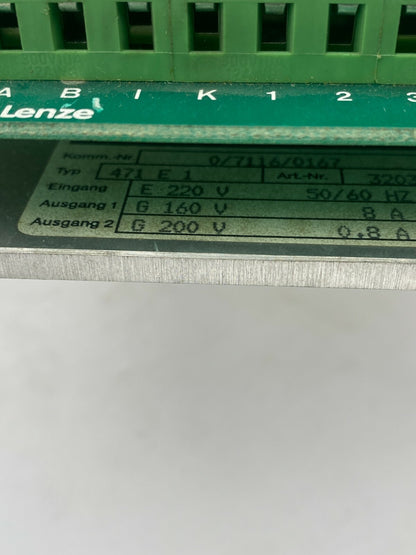 A B I K 1 2 3
Lenze
Komm.-Nr. 0/7116/0167
Typ 471 E 1 Art.-Nr. 3203
Eingang E 220 V 50/60 HZ
Ausgang 1 G 160 V 8 A
Ausgang 2 G 200 V 0.8 A